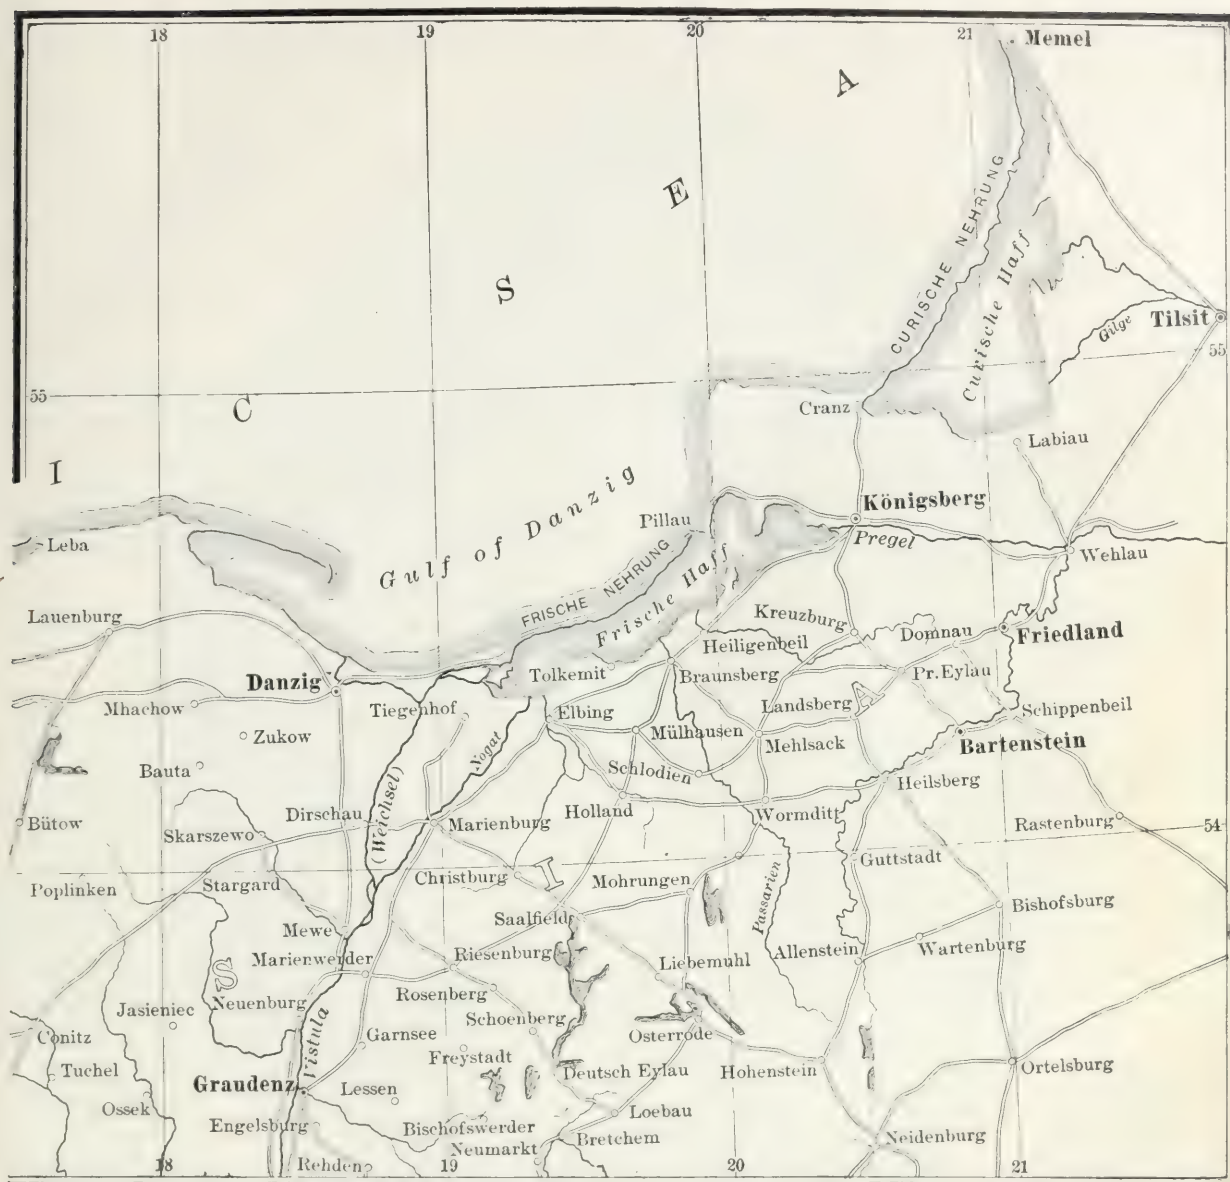 18
19
20
21
Memel
A
E
S
C
I
CURISCHE NEHRUNG
Curische Haff
Gilge
Tilsit
55
55
Cranz
Labiau
Königsberg
Gulf of Danzig
Pillau
Pregel
Wehlau
Leba
FRISCHE NEHRUNG
Frische Haff
Lauenburg
Kreuzburg
Domnau
Friedland
Heiligenbeil
Tolkemit
Braunsberg
Pr. Eylau
Danzig
Mhachow
Tiegenhof
Elbing
Landsberg
A
Schippenbeil
Zukow
Nogat
Mülhausen
Mehlsack
Bartenstein
Bauta
Schlodien
Heilsberg
(Weichsel)
Bütow
Dirschau
Marienburg
Holland
Wormditt
Rastenburg
54
Skarszewo
Guttstadt
Poplinken
Stargard
Christburg
I
Mohrungen
Passarien
Bishofsburg
Saalfield
Mewe
Marienwerder
Riesenburg
Liebemuhl
Allenstein
Wartenburg
S
Neuenburg
Rosenberg
Jasieniec
Schoenberg
Osterrode
Vistula
Conitz
Garnsee
Freystadt
Tuchel
Graudenz
Lessen
Deutsch Eylau
Hohenstein
Ortelsburg
Ossek
Loebau
Engelsburg
Bischofswerder
Bretchem
Neumarkt
Neidenburg
Rehden
18
19
20
21